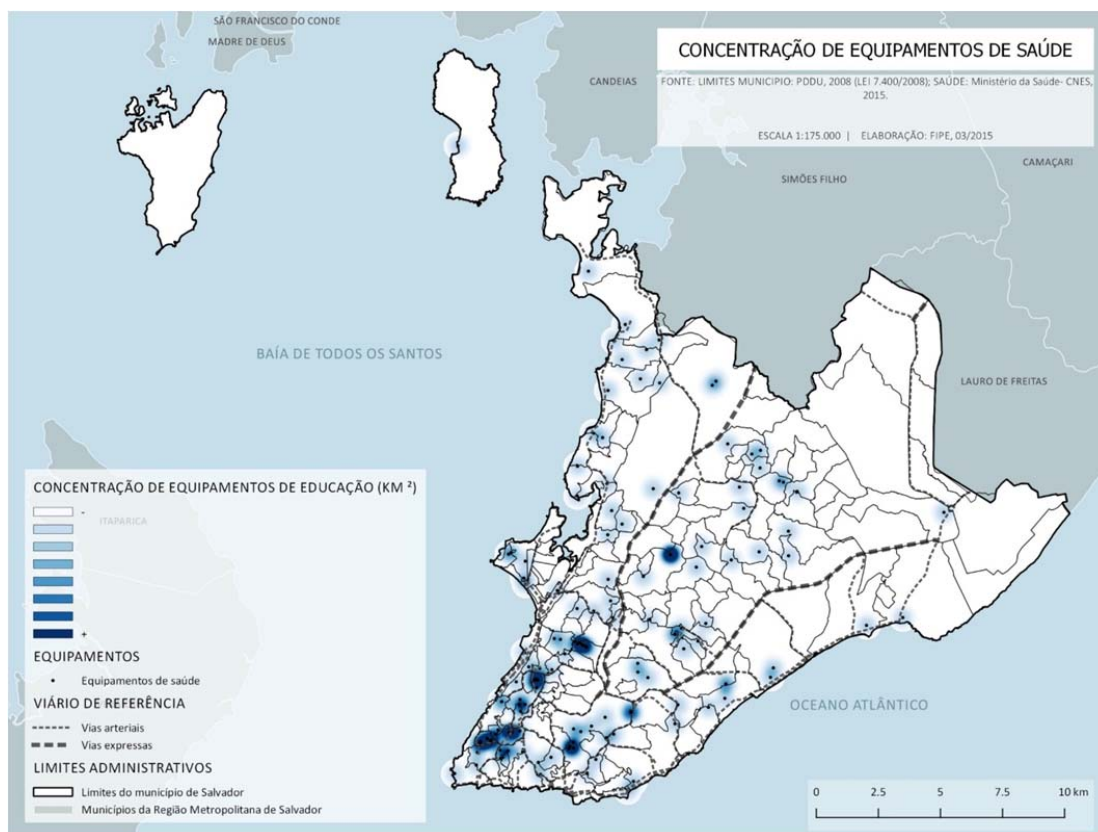 SÃO FRANCISCO DO CONDE
MADRE DE DEUS
CANDEIAS
CONCENTRAÇÃO DE EQUIPAMENTOS DE SAÚDE
FONTE: LIMITES MUNICIPIO: PDDU, 2008 (LEI 7.400/2008); SAÚDE: Ministério da Saúde- CNES,
2015.
ESCALA 1:175.000 | ELABORAÇÃO: FIPE, 03/2015
CAMAÇARI
SIMÕES FILHO
BAÍA DE TODOS OS SANTOS
LAURO DE FREITAS
CONCENTRAÇÃO DE EQUIPAMENTOS DE EDUCAÇÃO (KM ²)
-
ITAPARICA
+
EQUIPAMENTOS
Equipamentos de saúde
VIÁRIO DE REFERÊNCIA
Vias arteriais
Vias expressas
LIMITES ADMINISTRATIVOS
Limites do município de Salvador
Municípios da Região Metropolitana de Salvador
OCEANO ATLÂNTICO
0 2.5 5 7.5 10 km